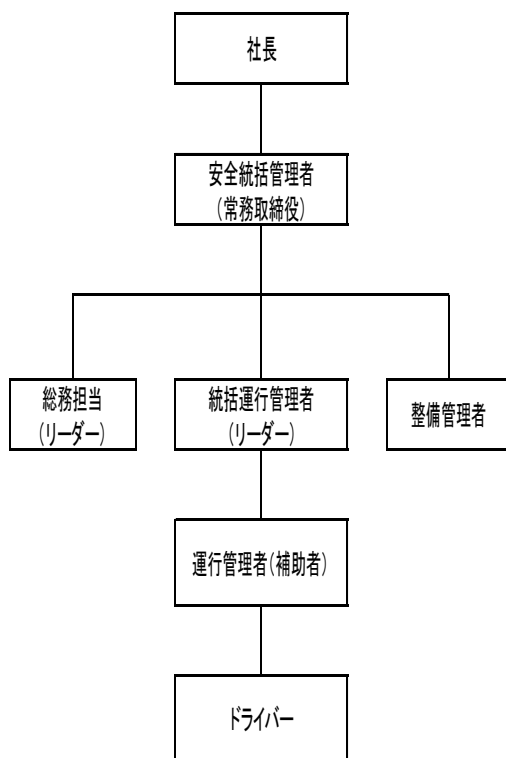 社長
安全統括管理者
（常務取締役）
総務担当
（リーダー）
統括運行管理者
（リーダー）
整備管理者
運行管理者（補助者）
ドライバー